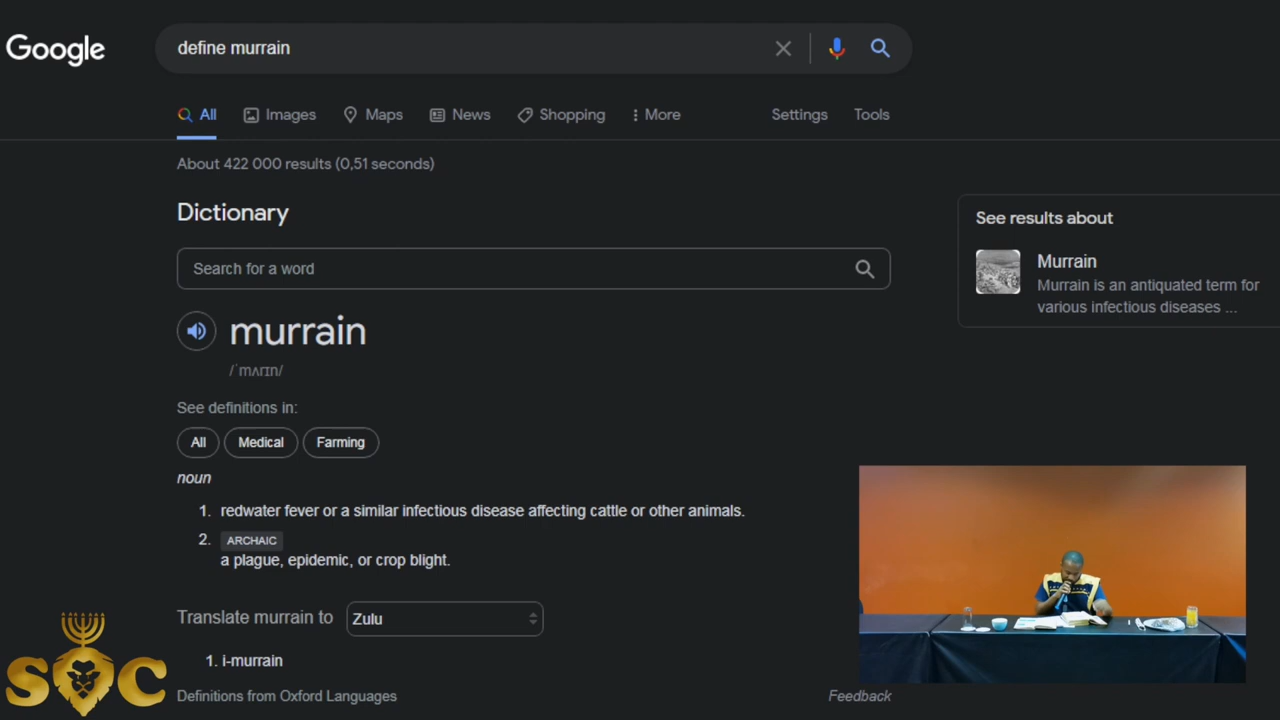 Google
define murrain
All
Images
Maps
News
Shopping
More
Settings
Tools
About 422 000 results (0,51 seconds)
Dictionary
See results about
Search for a word
Murrain
Murrain is an antiquated term for
various infectious diseases ...
murrain
/ˈmʌrɪn/
See definitions in:
All
Medical
Farming
noun
1. redwater fever or a similar infectious disease affecting cattle or other animals.
2. ARCHAIC
a plague, epidemic, or crop blight.
Translate murrain to Zulu
1. i-murrain
Definitions from Oxford Languages
Feedback
SOC